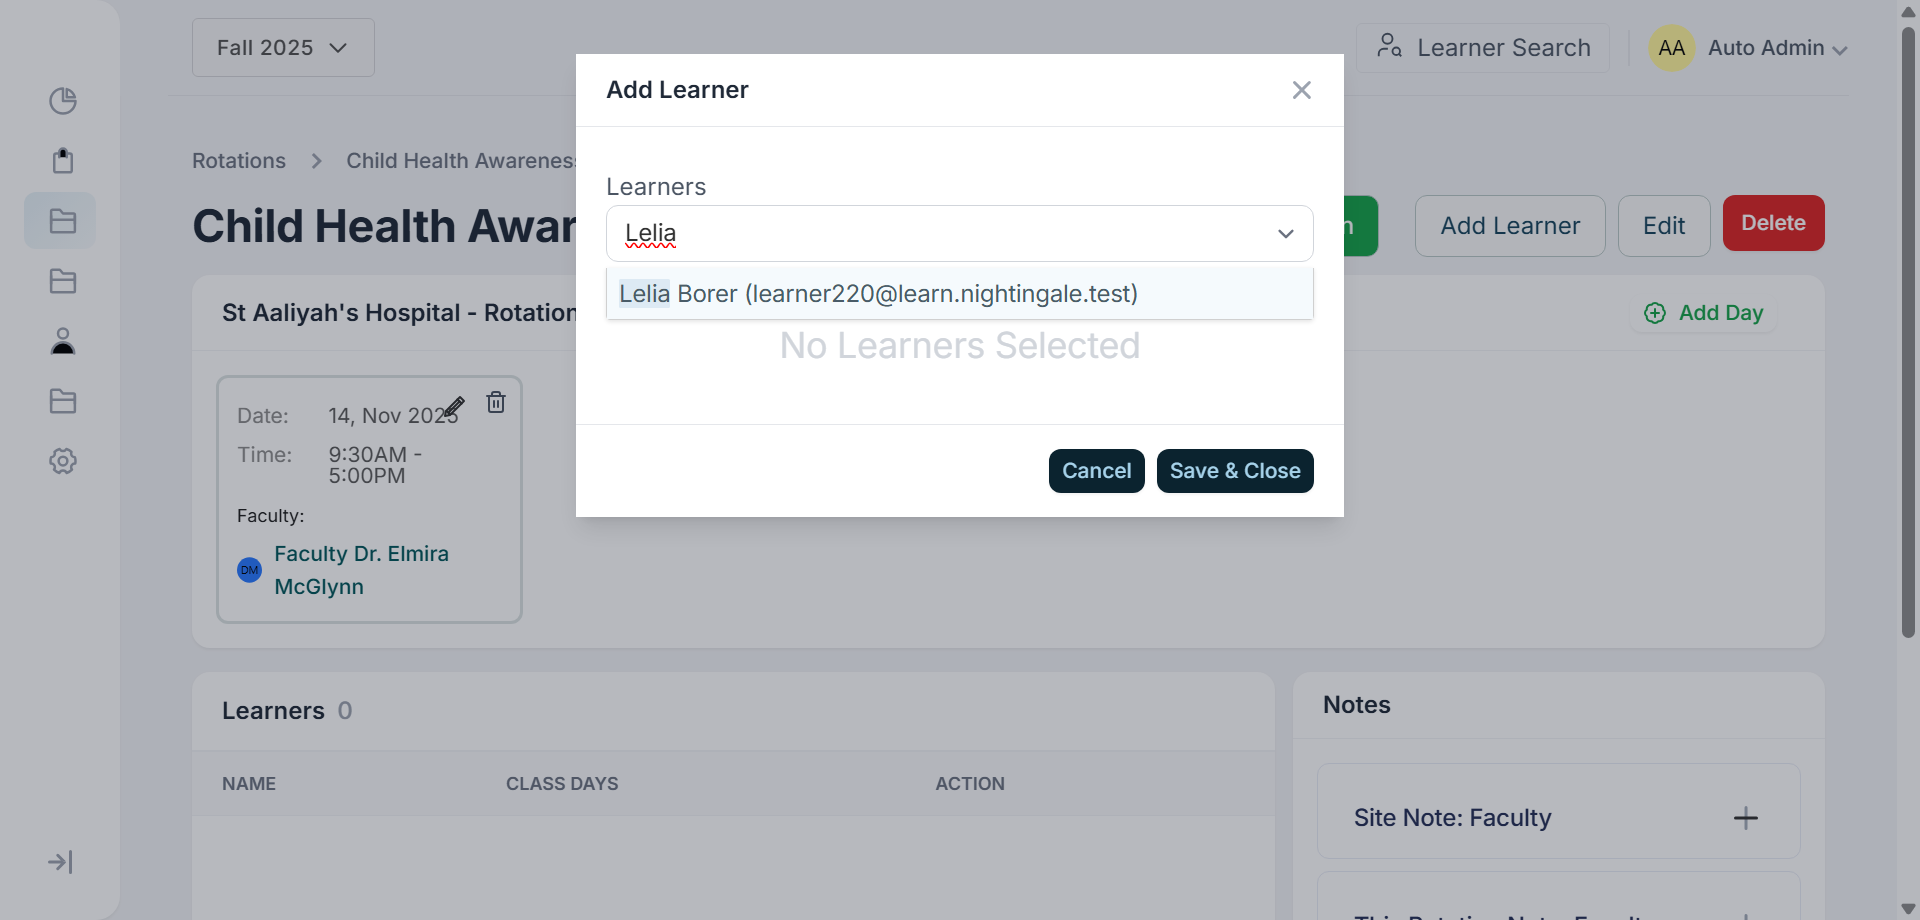 Fall 2025
Learner Search
AA
Auto Admin
Add Learner
Learners
Lelia
Lelia Borer (learner220@learn.nightingale.test)
No Learners Selected
Cancel
Save & Close
Rotations
Child Health Awareness
Child Health Awar
n
Add Learner
Edit
Delete
St Aaliyah's Hospital - Rotation
Add Day
Date: 14, Nov 2025
Time: 9:30AM -
5:00PM
Faculty:
DM
Faculty Dr. Elmira
McGlynn
Learners 0
NAME
CLASS DAYS
ACTION
Notes
Site Note: Faculty